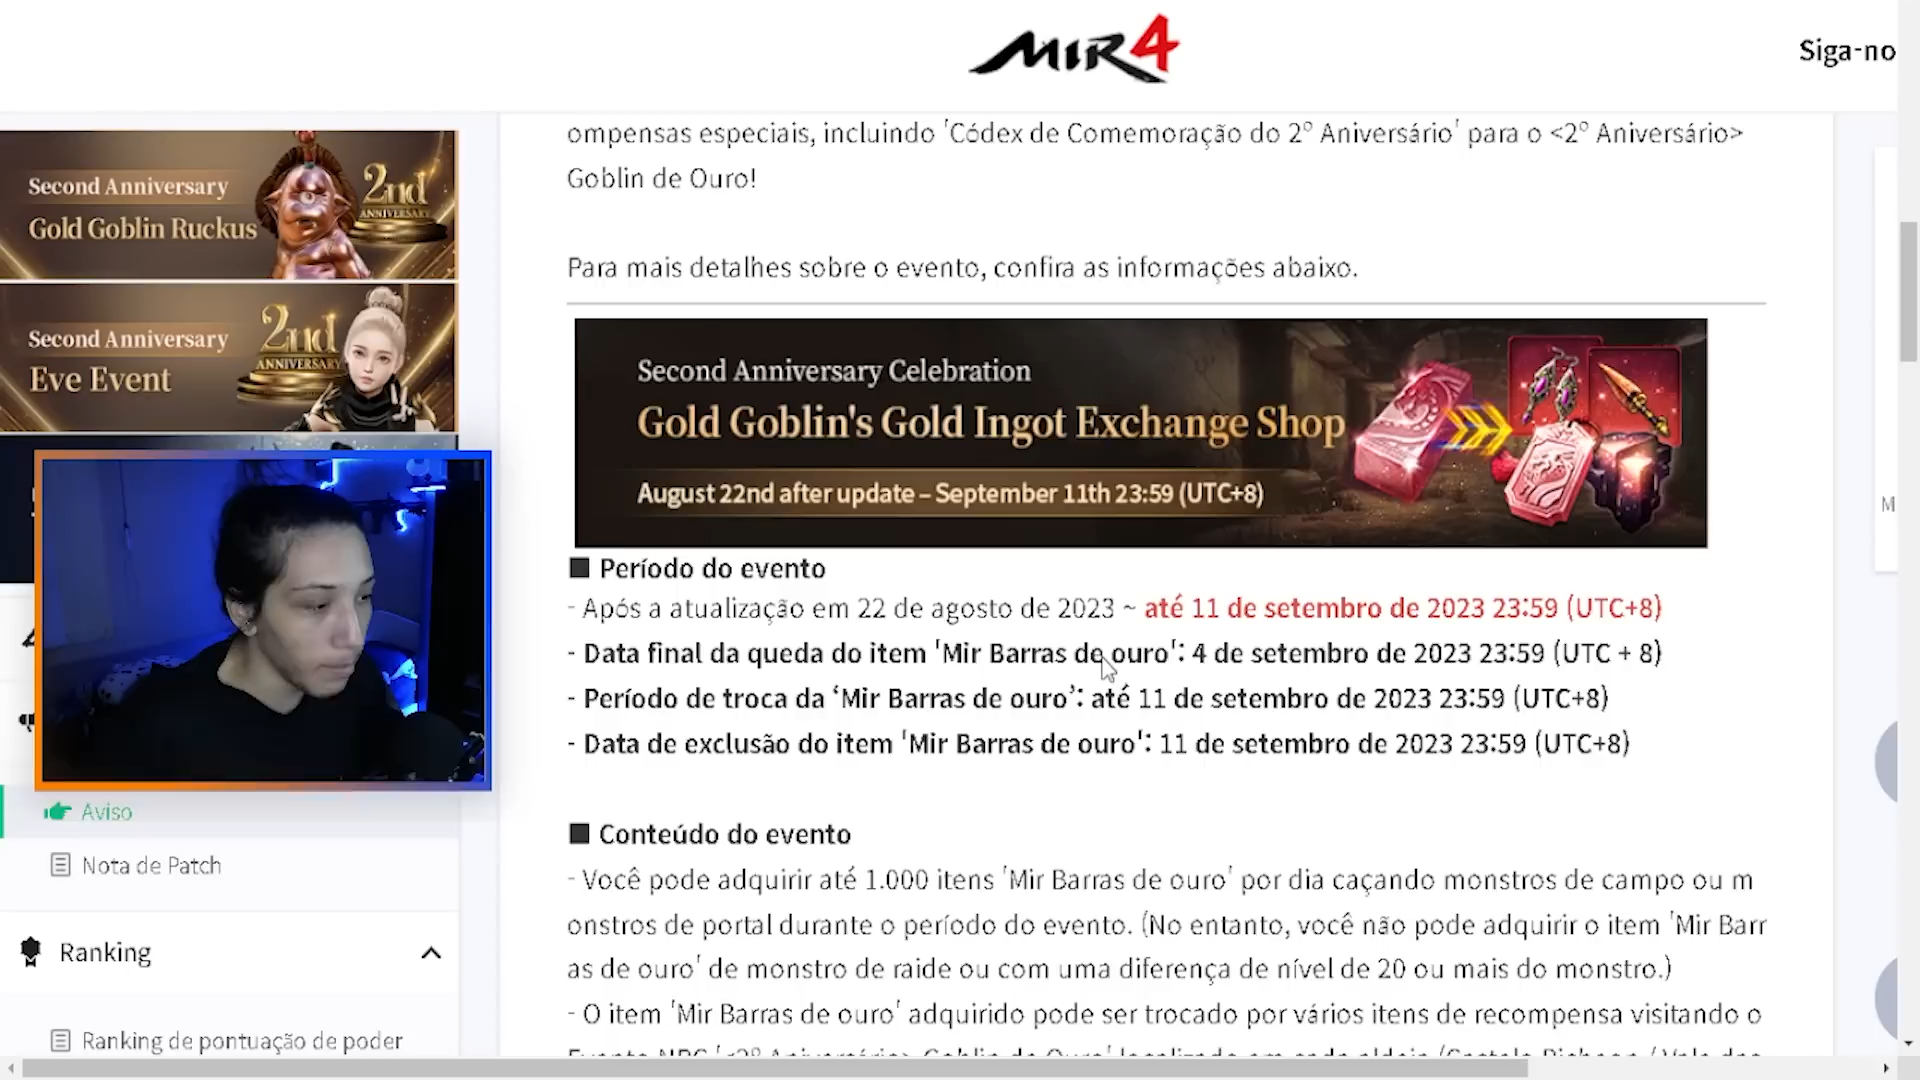 MIR4
Siga-no
ompensas especiais, incluindo 'Códex de Comemoração do 2º Aniversário' para o <2º Aniversário>
Goblin de Ouro!
Para mais detalhes sobre o evento, confira as informações abaixo.
Second Anniversary
Gold Goblin Ruckus
2nd
ANNIVERSARY
Second Anniversary
Eve Event
2nd
ANNIVERSARY
Second Anniversary Celebration
Gold Goblin's Gold Ingot Exchange Shop
August 22nd after update – September 11th 23:59 (UTC+8)
■ Período do evento
- Após a atualização em 22 de agosto de 2023 ~ até 11 de setembro de 2023 23:59 (UTC+8)
- Data final da queda do item 'Mir Barras de ouro': 4 de setembro de 2023 23:59 (UTC + 8)
- Período de troca da ‘Mir Barras de ouro’: até 11 de setembro de 2023 23:59 (UTC+8)
- Data de exclusão do item 'Mir Barras de ouro': 11 de setembro de 2023 23:59 (UTC+8)
■ Conteúdo do evento
- Você pode adquirir até 1.000 itens 'Mir Barras de ouro' por dia caçando monstros de campo ou m
onstros de portal durante o período do evento. (No entanto, você não pode adquirir o item 'Mir Barr
as de ouro' de monstro de raide ou com uma diferença de nível de 20 ou mais do monstro.)
- O item 'Mir Barras de ouro' adquirido pode ser trocado por vários itens de recompensa visitando o
Aviso
Nota de Patch
Ranking
Ranking de pontuação de poder
M